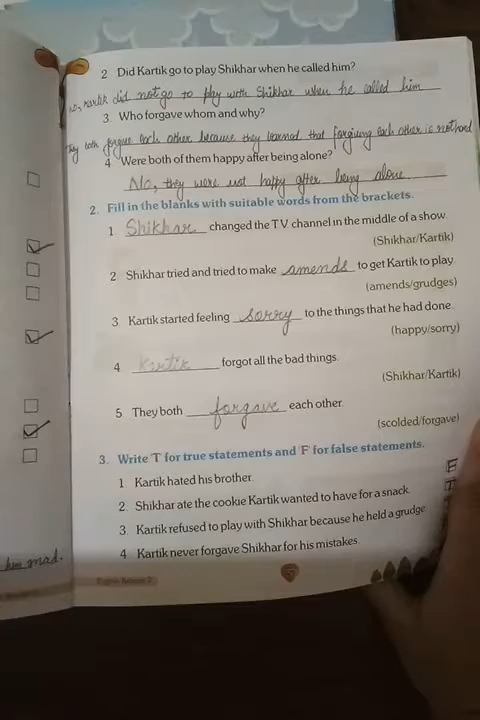 2 Did Kartik go to play Shikhar when he called him?
No, Kartik did not go to play with Shikhar when he called him
3 Who forgave whom and why?
They both forgave each other because they learned that forgiving each other is not hard
4 Were both of them happy after being alone?
No, they were not happy after being alone.
2. Fill in the blanks with suitable words from the brackets.
1 Shikhar changed the TV channel in the middle of a show.
(Shikhar/Kartik)
2 Shikhar tried and tried to make amends to get Kartik to play
(amends/grudges)
3 Kartik started feeling sorry to the things that he had done.
(happy/sorry)
4 Kartik forgot all the bad things.
(Shikhar/Kartik)
5 They both forgave each other.
(scolded/forgave)
3. Write 'T' for true statements and 'F' for false statements.
1 Kartik hated his brother. F
2 Shikhar ate the cookie Kartik wanted to have for a snack. T
3 Kartik refused to play with Shikhar because he held a grudge
4 Kartik never forgave Shikhar for his mistakes.
him mad.